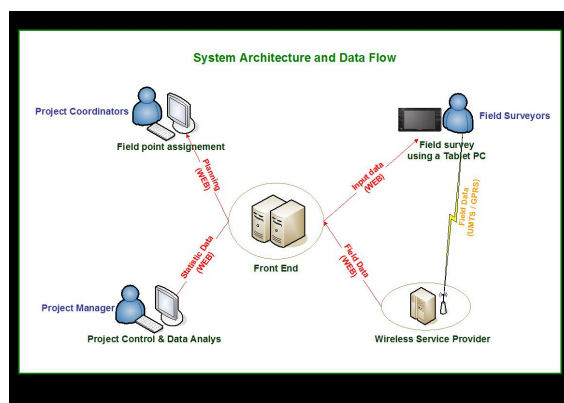 System Architecture and Data Flow
Project Coordinators
Field point assignement
Field Surveyors
Field survey
using a Tablet PC
Planning
(WEB)
Input data
(WEB)
Field Data
(UMTS / GPRS)
Front End
Statistic Data
(WEB)
Field Data
(WEB)
Project Manager
Project Control & Data Analys
Wireless Service Provider